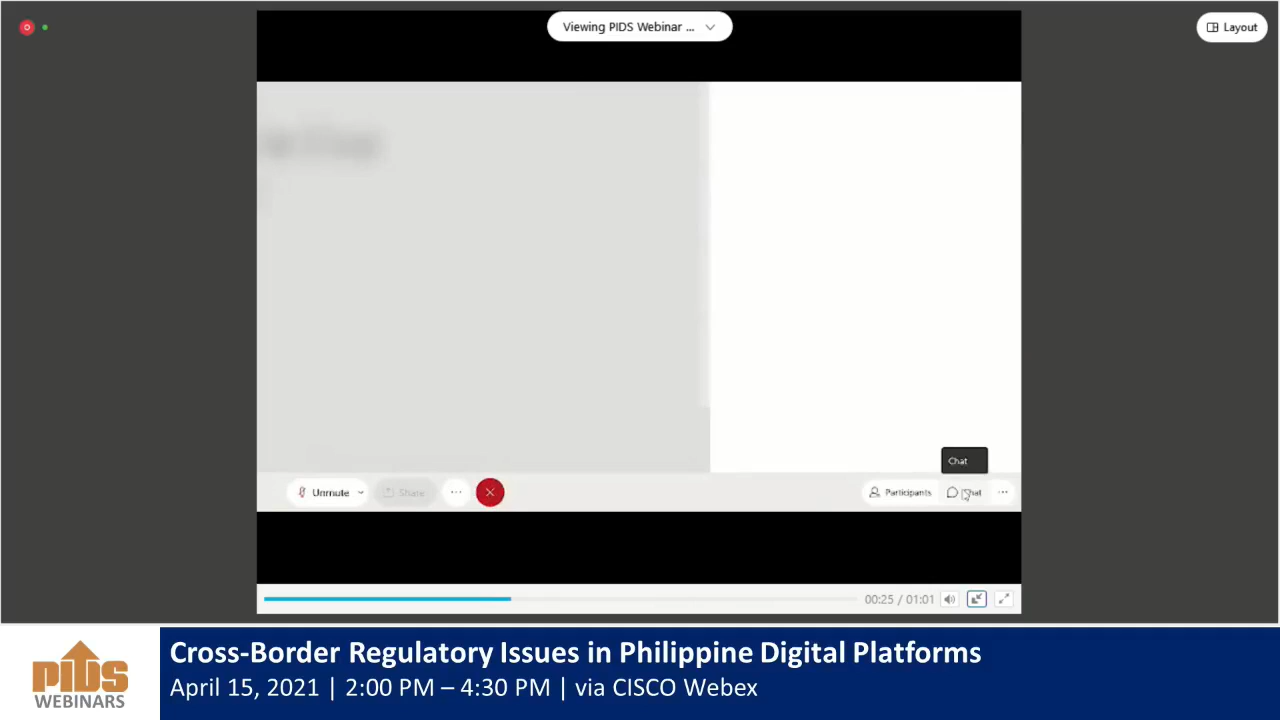 Viewing PIDS Webinar ...
Layout
Chat
Unmute
Share
Participants
Chat
00:25 / 01:01
PIDS
WEBINARS
Cross-Border Regulatory Issues in Philippine Digital Platforms
April 15, 2021 | 2:00 PM – 4:30 PM | via CISCO Webex